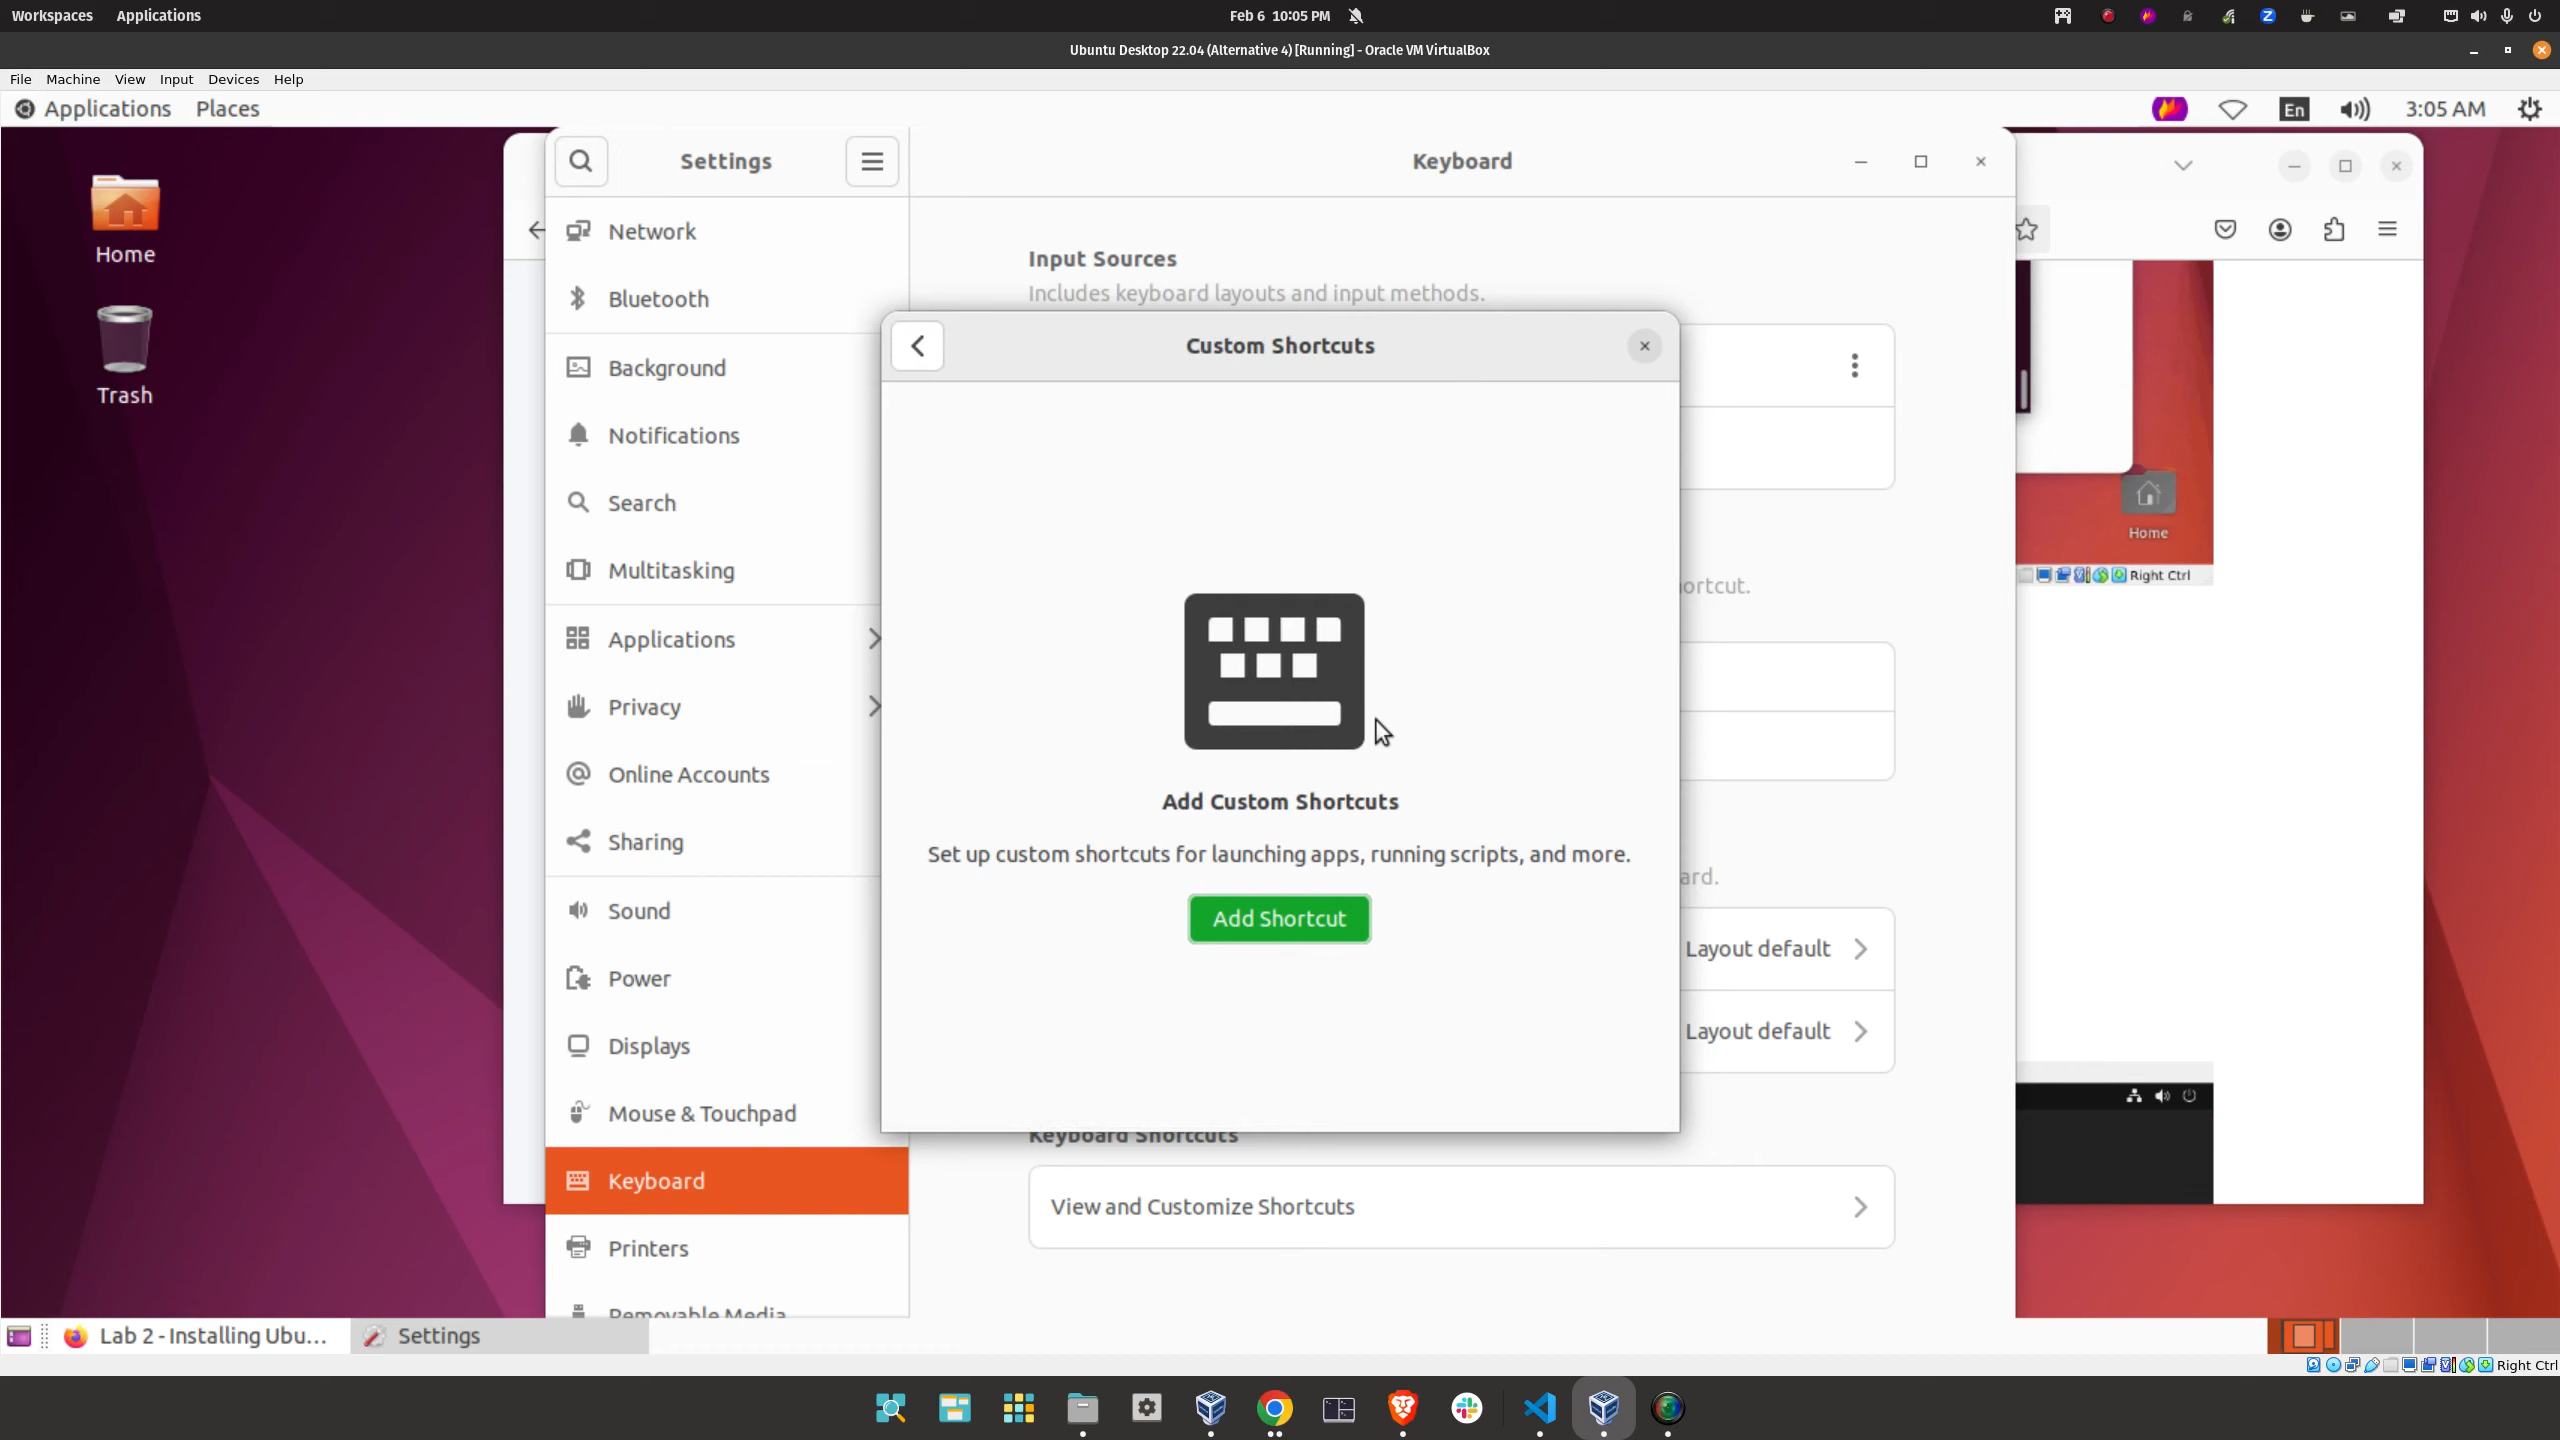 Workspaces Applications Feb 6 10:05 PM
Ubuntu Desktop 22.04 (Alternative 4) [Running] - Oracle VM VirtualBox
File Machine View Input Devices Help
Applications Places En 3:05 AM
Home
Trash
Settings
Keyboard
Network
Bluetooth
Background
Notifications
Search
Multitasking
Applications
Privacy
Online Accounts
Sharing
Sound
Power
Displays
Mouse & Touchpad
Keyboard
Printers
Removable Media
Input Sources
Includes keyboard layouts and input methods.
Custom Shortcuts
Add Custom Shortcuts
Set up custom shortcuts for launching apps, running scripts, and more.
Add Shortcut
ortcut.
ard.
Layout default
Layout default
Keyboard Shortcuts
View and Customize Shortcuts
Home
Right Ctrl
Lab 2 - Installing Ubu...
Settings
Right Ctrl